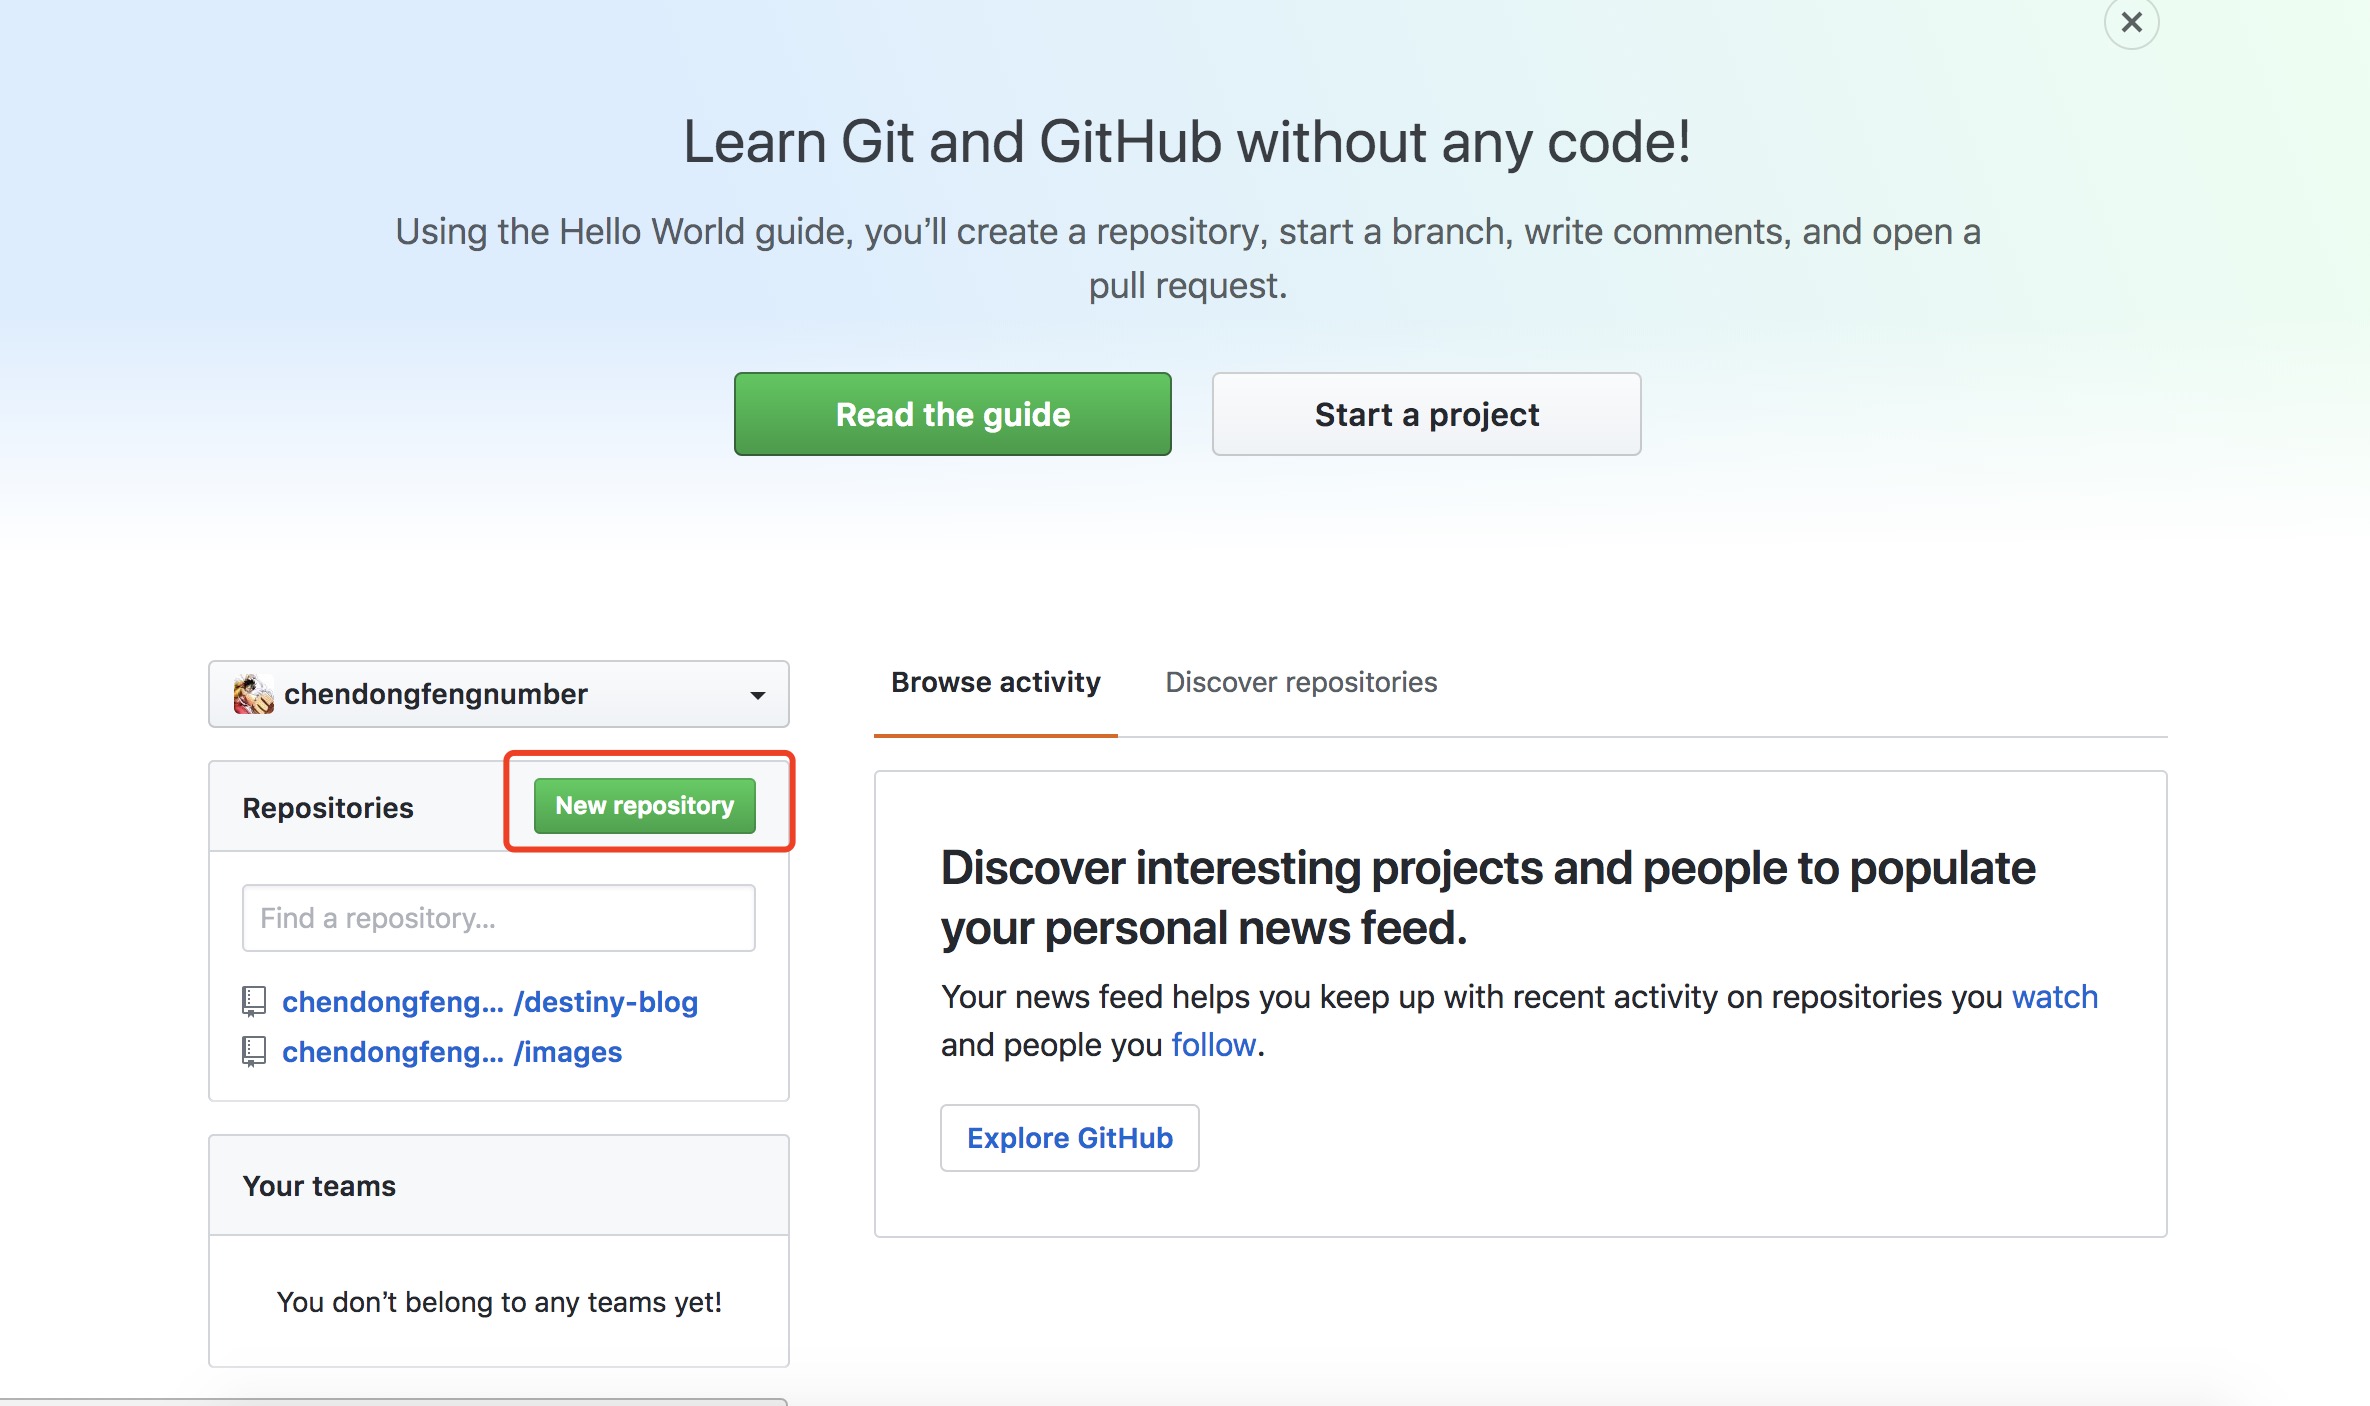 Learn Git and GitHub without any code!
Using the Hello World guide, you’ll create a repository, start a branch, write comments, and open a
pull request.
Read the guide
Start a project
chendongfengnumber
Repositories
New repository
Find a repository...
chendongfeng... /destiny-blog
chendongfeng... /images
Your teams
You don’t belong to any teams yet!
Browse activity
Discover repositories
Discover interesting projects and people to populate
your personal news feed.
Your news feed helps you keep up with recent activity on repositories you watch
and people you follow.
Explore GitHub